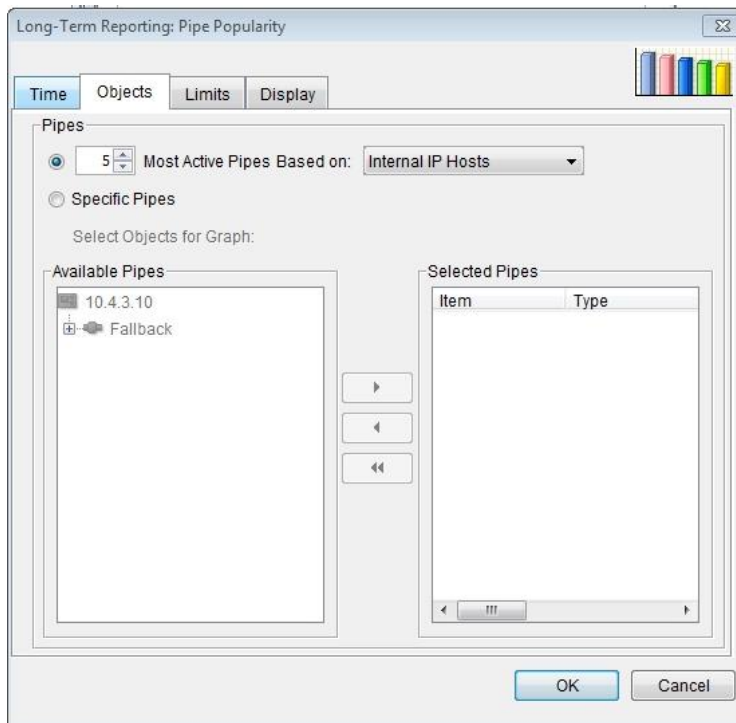 Long-Term Reporting: Pipe Popularity
Time Objects Limits Display
Pipes
5 Most Active Pipes Based on: Internal IP Hosts
Specific Pipes
Select Objects for Graph:
Available Pipes
10.4.3.10
Fallback
Selected Pipes
Item Type
OK Cancel